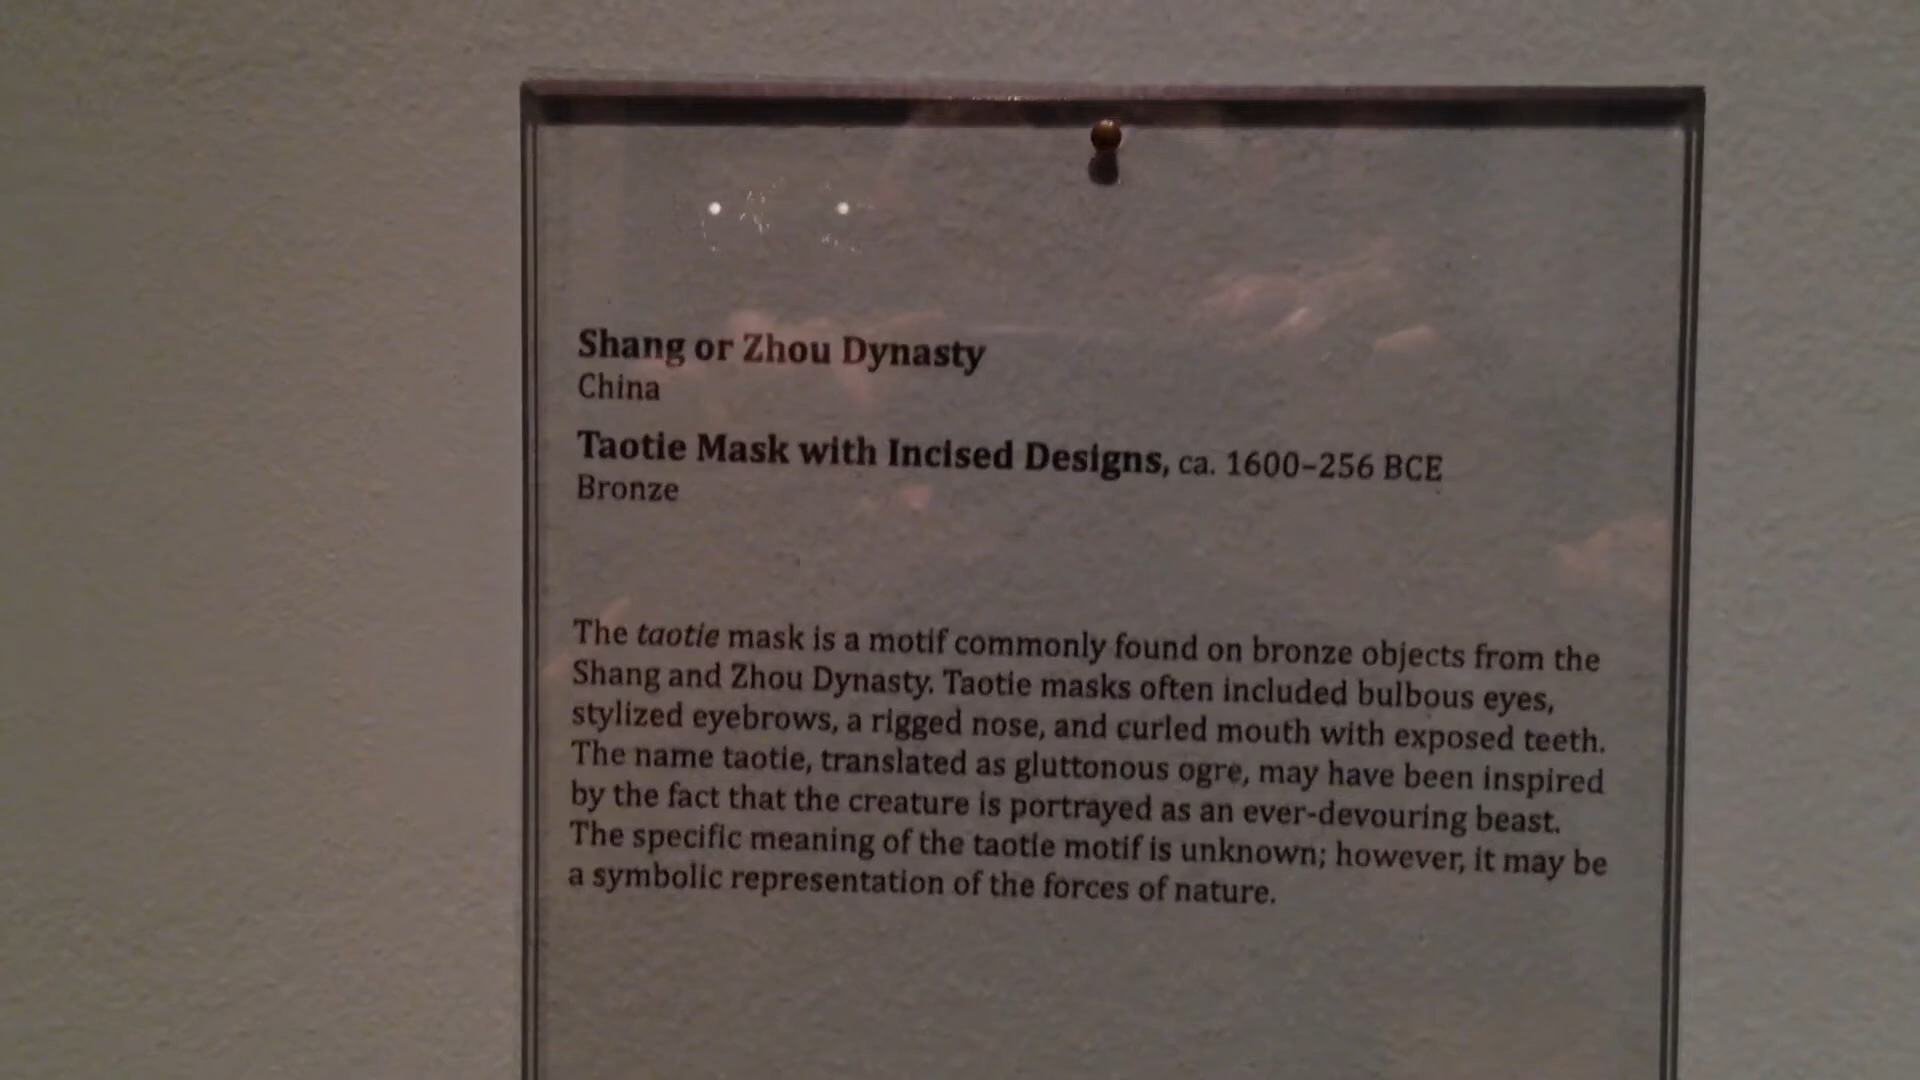 Shang or Zhou Dynasty
China
Taotie Mask with Incised Designs, ca. 1600–256 BCE
Bronze
The taotie mask is a motif commonly found on bronze objects from the
Shang and Zhou Dynasty. Taotie masks often included bulbous eyes,
stylized eyebrows, a rigged nose, and curled mouth with exposed teeth.
The name taotie, translated as gluttonous ogre, may have been inspired
by the fact that the creature is portrayed as an ever-devouring beast.
The specific meaning of the taotie motif is unknown; however, it may be
a symbolic representation of the forces of nature.